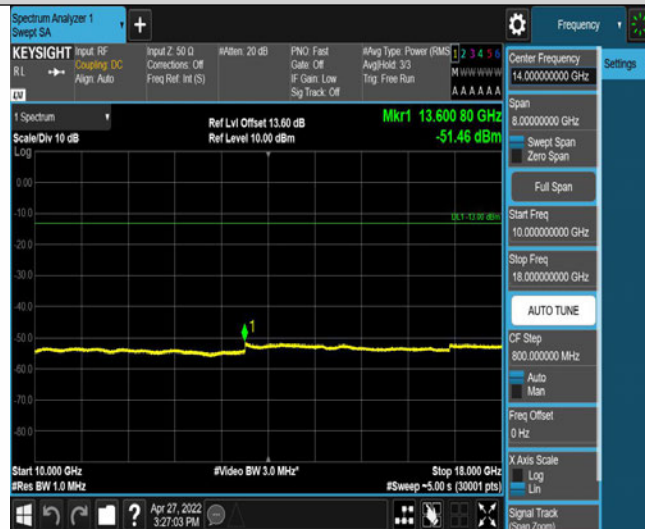 Spectrum Analyzer 1
Swept SA
+
Frequency
KEYSIGHT
RL
LXI
Input: RF
Coupling: DC
Align: Auto
Input Z: 50 Ω
Corrections: Off
Freq Ref: Int (S)
#Atten: 20 dB
PNO: Fast
Gate: Off
IF Gain: Low
Sig Track: Off
#Avg Type: Power (RMS
Avg|Hold: 3/3
Trig: Free Run
1 2 3 4 5 6
M W W W W W
A A A A A A
1 Spectrum
Scale/Div 10 dB
Log
Ref Lvl Offset 13.60 dB
Ref Level 10.00 dBm
Mkr1 13.600 80 GHz
-51.46 dBm
0.00
-10.0
DL1 -13.00 dBm
-20.0
-30.0
-40.0
1
-50.0
-60.0
-70.0
-80.0
Start 10.000 GHz
#Res BW 1.0 MHz
#Video BW 3.0 MHz*
Stop 18.000 GHz
#Sweep ~5.00 s (30001 pts)
?
Apr 27, 2022
3:27:03 PM
Center Frequency
14.00000000 GHz
Settings
Span
8.00000000 GHz
Swept Span
Zero Span
Full Span
Start Freq
10.000000000 GHz
Stop Freq
18.000000000 GHz
AUTO TUNE
CF Step
800.000000 MHz
Auto
Man
Freq Offset
0 Hz
X Axis Scale
Log
Lin
Signal Track
(Span Zoom)